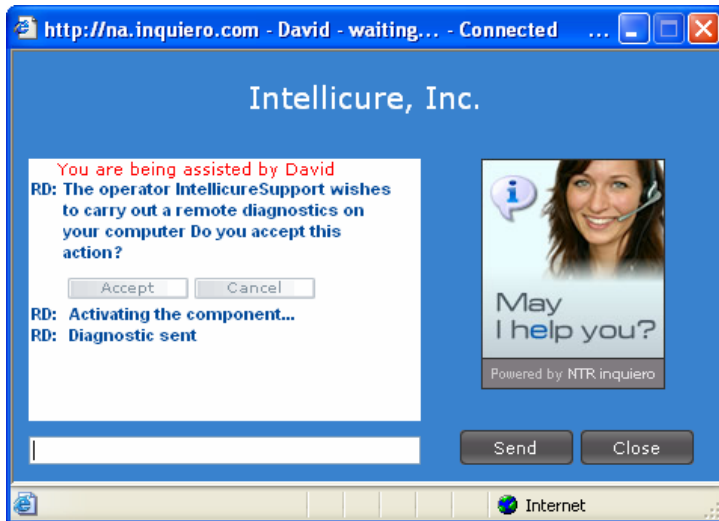 http://na.inquiero.com - David - waiting... - Connected ...
Intellicure, Inc.
You are being assisted by David
RD: The operator IntellicureSupport wishes
to carry out a remote diagnostics on
your computer Do you accept this
action?
Accept Cancel
RD: Activating the component...
RD: Diagnostic sent
May
I help you?
Powered by NTR inquiero
Send Close
Internet